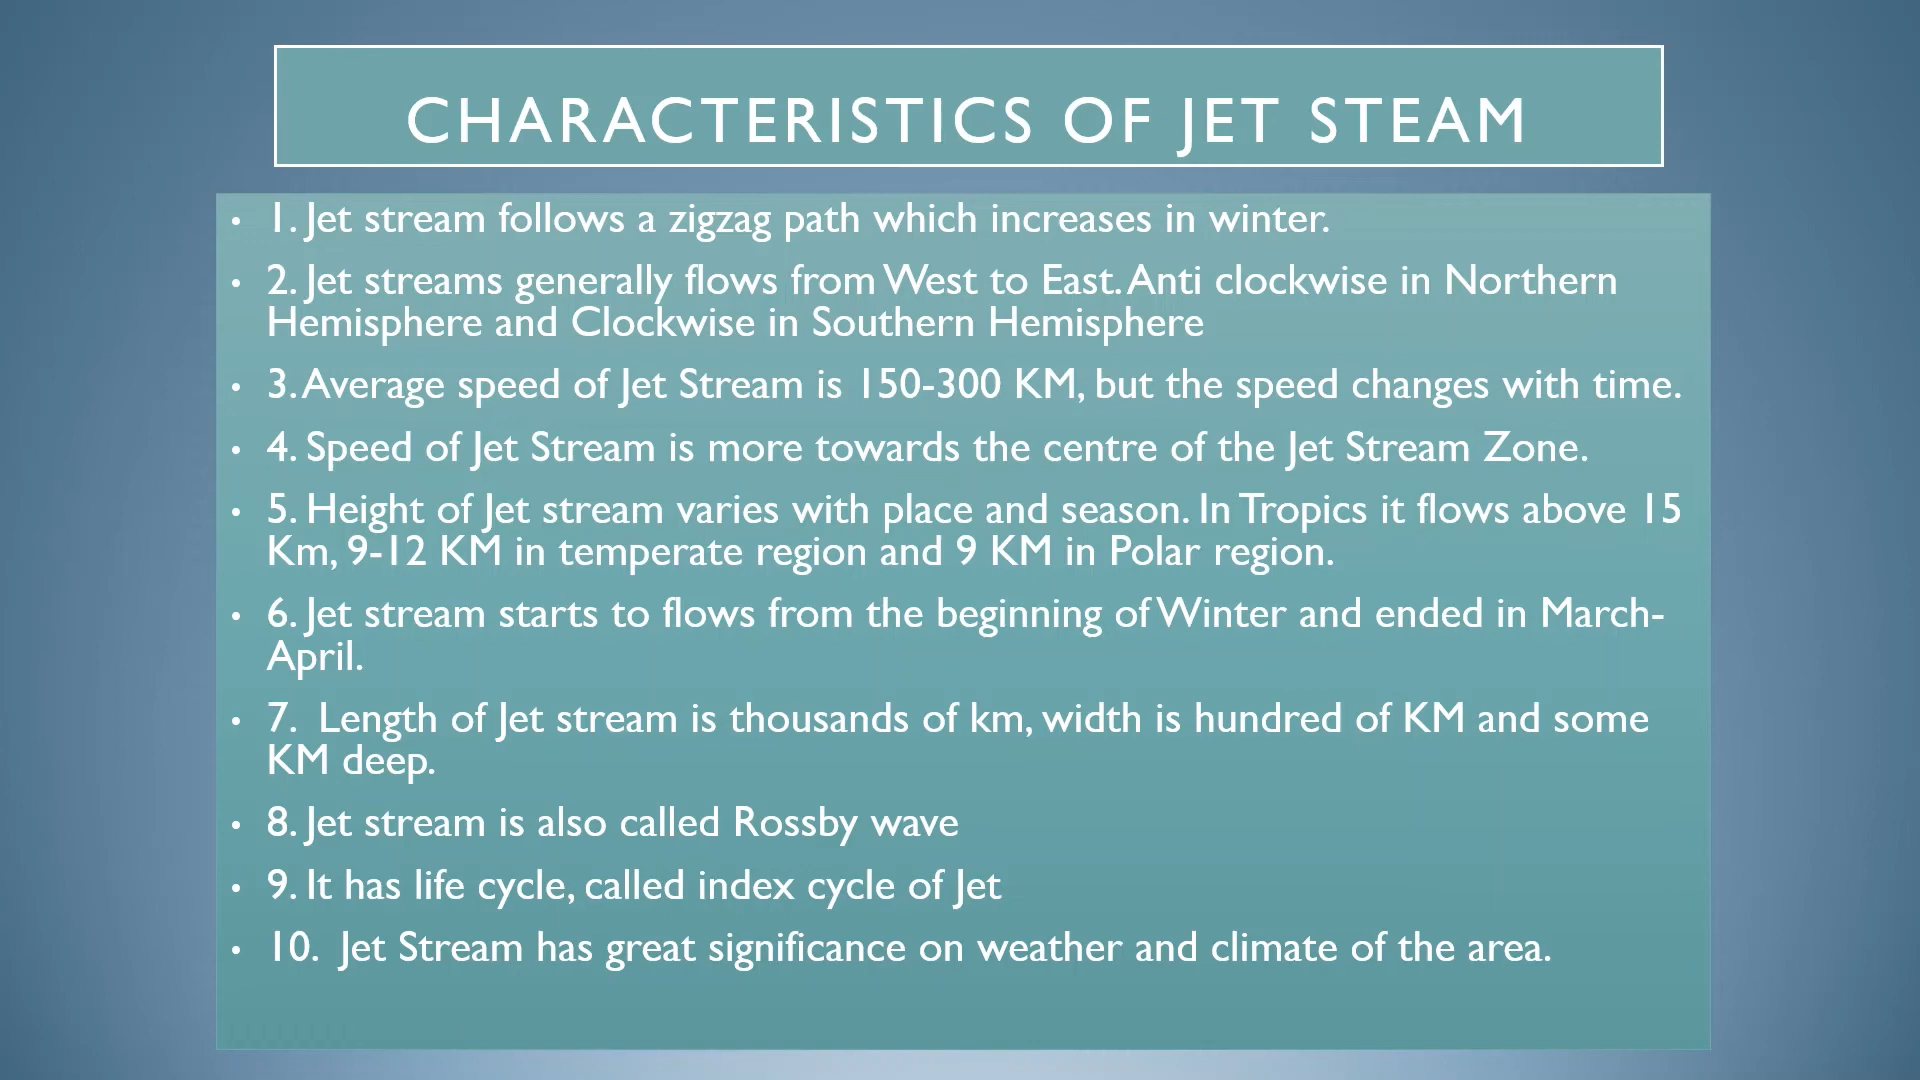 CHARACTERISTICS OF JET STEAM
• 1. Jet stream follows a zigzag path which increases in winter.
• 2. Jet streams generally flows from West to East. Anti clockwise in Northern
Hemisphere and Clockwise in Southern Hemisphere
• 3. Average speed of Jet Stream is 150-300 KM, but the speed changes with time.
• 4. Speed of Jet Stream is more towards the centre of the Jet Stream Zone.
• 5. Height of Jet stream varies with place and season. In Tropics it flows above 15
Km, 9-12 KM in temperate region and 9 KM in Polar region.
• 6. Jet stream starts to flows from the beginning of Winter and ended in March-
April.
• 7. Length of Jet stream is thousands of km, width is hundred of KM and some
KM deep.
• 8. Jet stream is also called Rossby wave
• 9. It has life cycle, called index cycle of Jet
• 10. Jet Stream has great significance on weather and climate of the area.